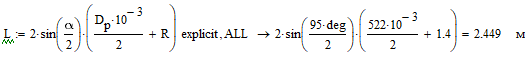 L := 2·sin(α/2)·(D_p·10^-3/2 + R) explicit, ALL → 2·sin(95·deg/2)·(522·10^-3/2 + 1.4) = 2.449 м